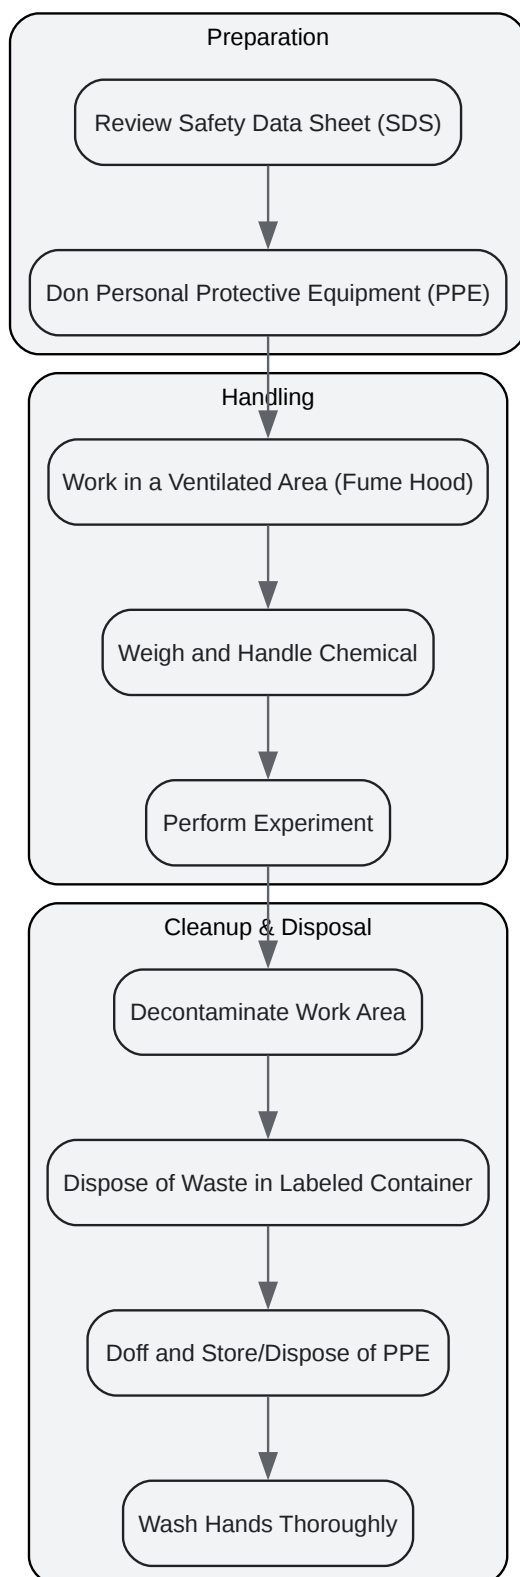 Preparation
Review Safety Data Sheet (SDS)
Don Personal Protective Equipment (PPE)
Handling
Work in a Ventilated Area (Fume Hood)
Weigh and Handle Chemical
Perform Experiment
Cleanup & Disposal
Decontaminate Work Area
Dispose of Waste in Labeled Container
Doff and Store/Dispose of PPE
Wash Hands Thoroughly